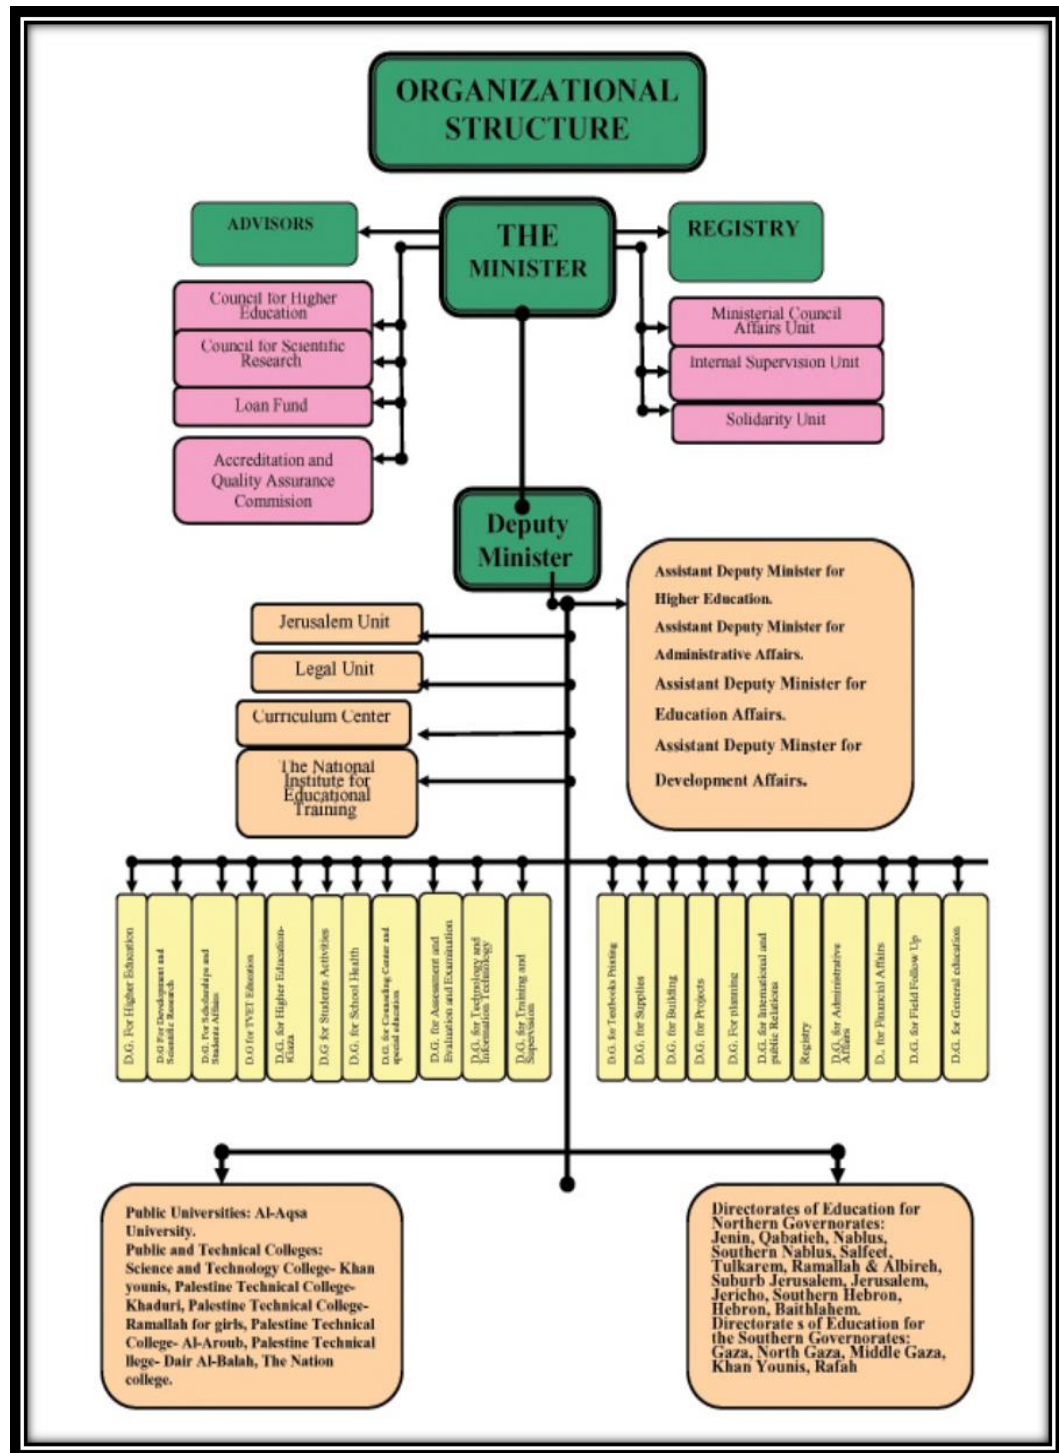 ORGANIZATIONAL
STRUCTURE
ADVISORS
THE
MINISTER
REGISTRY
Council for Higher
Education
Council for Scientific
Research
Loan Fund
Accreditation and
Quality Assurance
Commision
Ministerial Council
Affairs Unit
Internal Supervision Unit
Solidarity Unit
Deputy
Minister
Jerusalem Unit
Legal Unit
Curriculum Center
The National
Institute for
Educational
Training
Assistant Deputy Minister for
Higher Education.
Assistant Deputy Minister for
Administrative Affairs.
Assistant Deputy Minister for
Education Affairs.
Assistant Deputy Minster for
Development Affairs.
D.G. For Higher Education
D.G For Development and
Scientific Research
D.G. For Scholarships and
Students Affairs
D.G for TVET Education
D.G. for Higher Education-
Gaza
D.G for Students Activities
D.G. for School Health
D.G. for Counseling Center and
special education
D.G. for Assessment and
Evaluation and Examination
D.G. for Technology and
Information Technology
D.G. for Training and
Supervision
D.G. for Textbooks Printing
D.G. for Supplies
D.G. for Building
D.G. for Projects
D.G. For planning
D.G. for International and
public Relations
Registry
D.G. for Administrative
Affairs
D.. for Financial Affairs
D.G. for Field Follow Up
D.G. for General education
Public Universities: Al-Aqsa
University.
Public and Technical Colleges:
Science and Technology College- Khan
younis, Palestine Technical College-
Khaduri, Palestine Technical College-
Ramallah for girls, Palestine Technical
College- Al-Aroub, Palestine Technical
llege- Dair Al-Balah, The Nation
college.
Directorates of Education for
Northern Governorates:
Jenin, Qabatieh, Nablus,
Southern Nablus, Salfeet,
Tulkarem, Ramallah & Albireh,
Suburb Jerusalem, Jerusalem,
Jericho, Southern Hebron,
Hebron, Baithlahem.
Directorate s of Education for
the Southern Governorates:
Gaza, North Gaza, Middle Gaza,
Khan Younis, Rafah